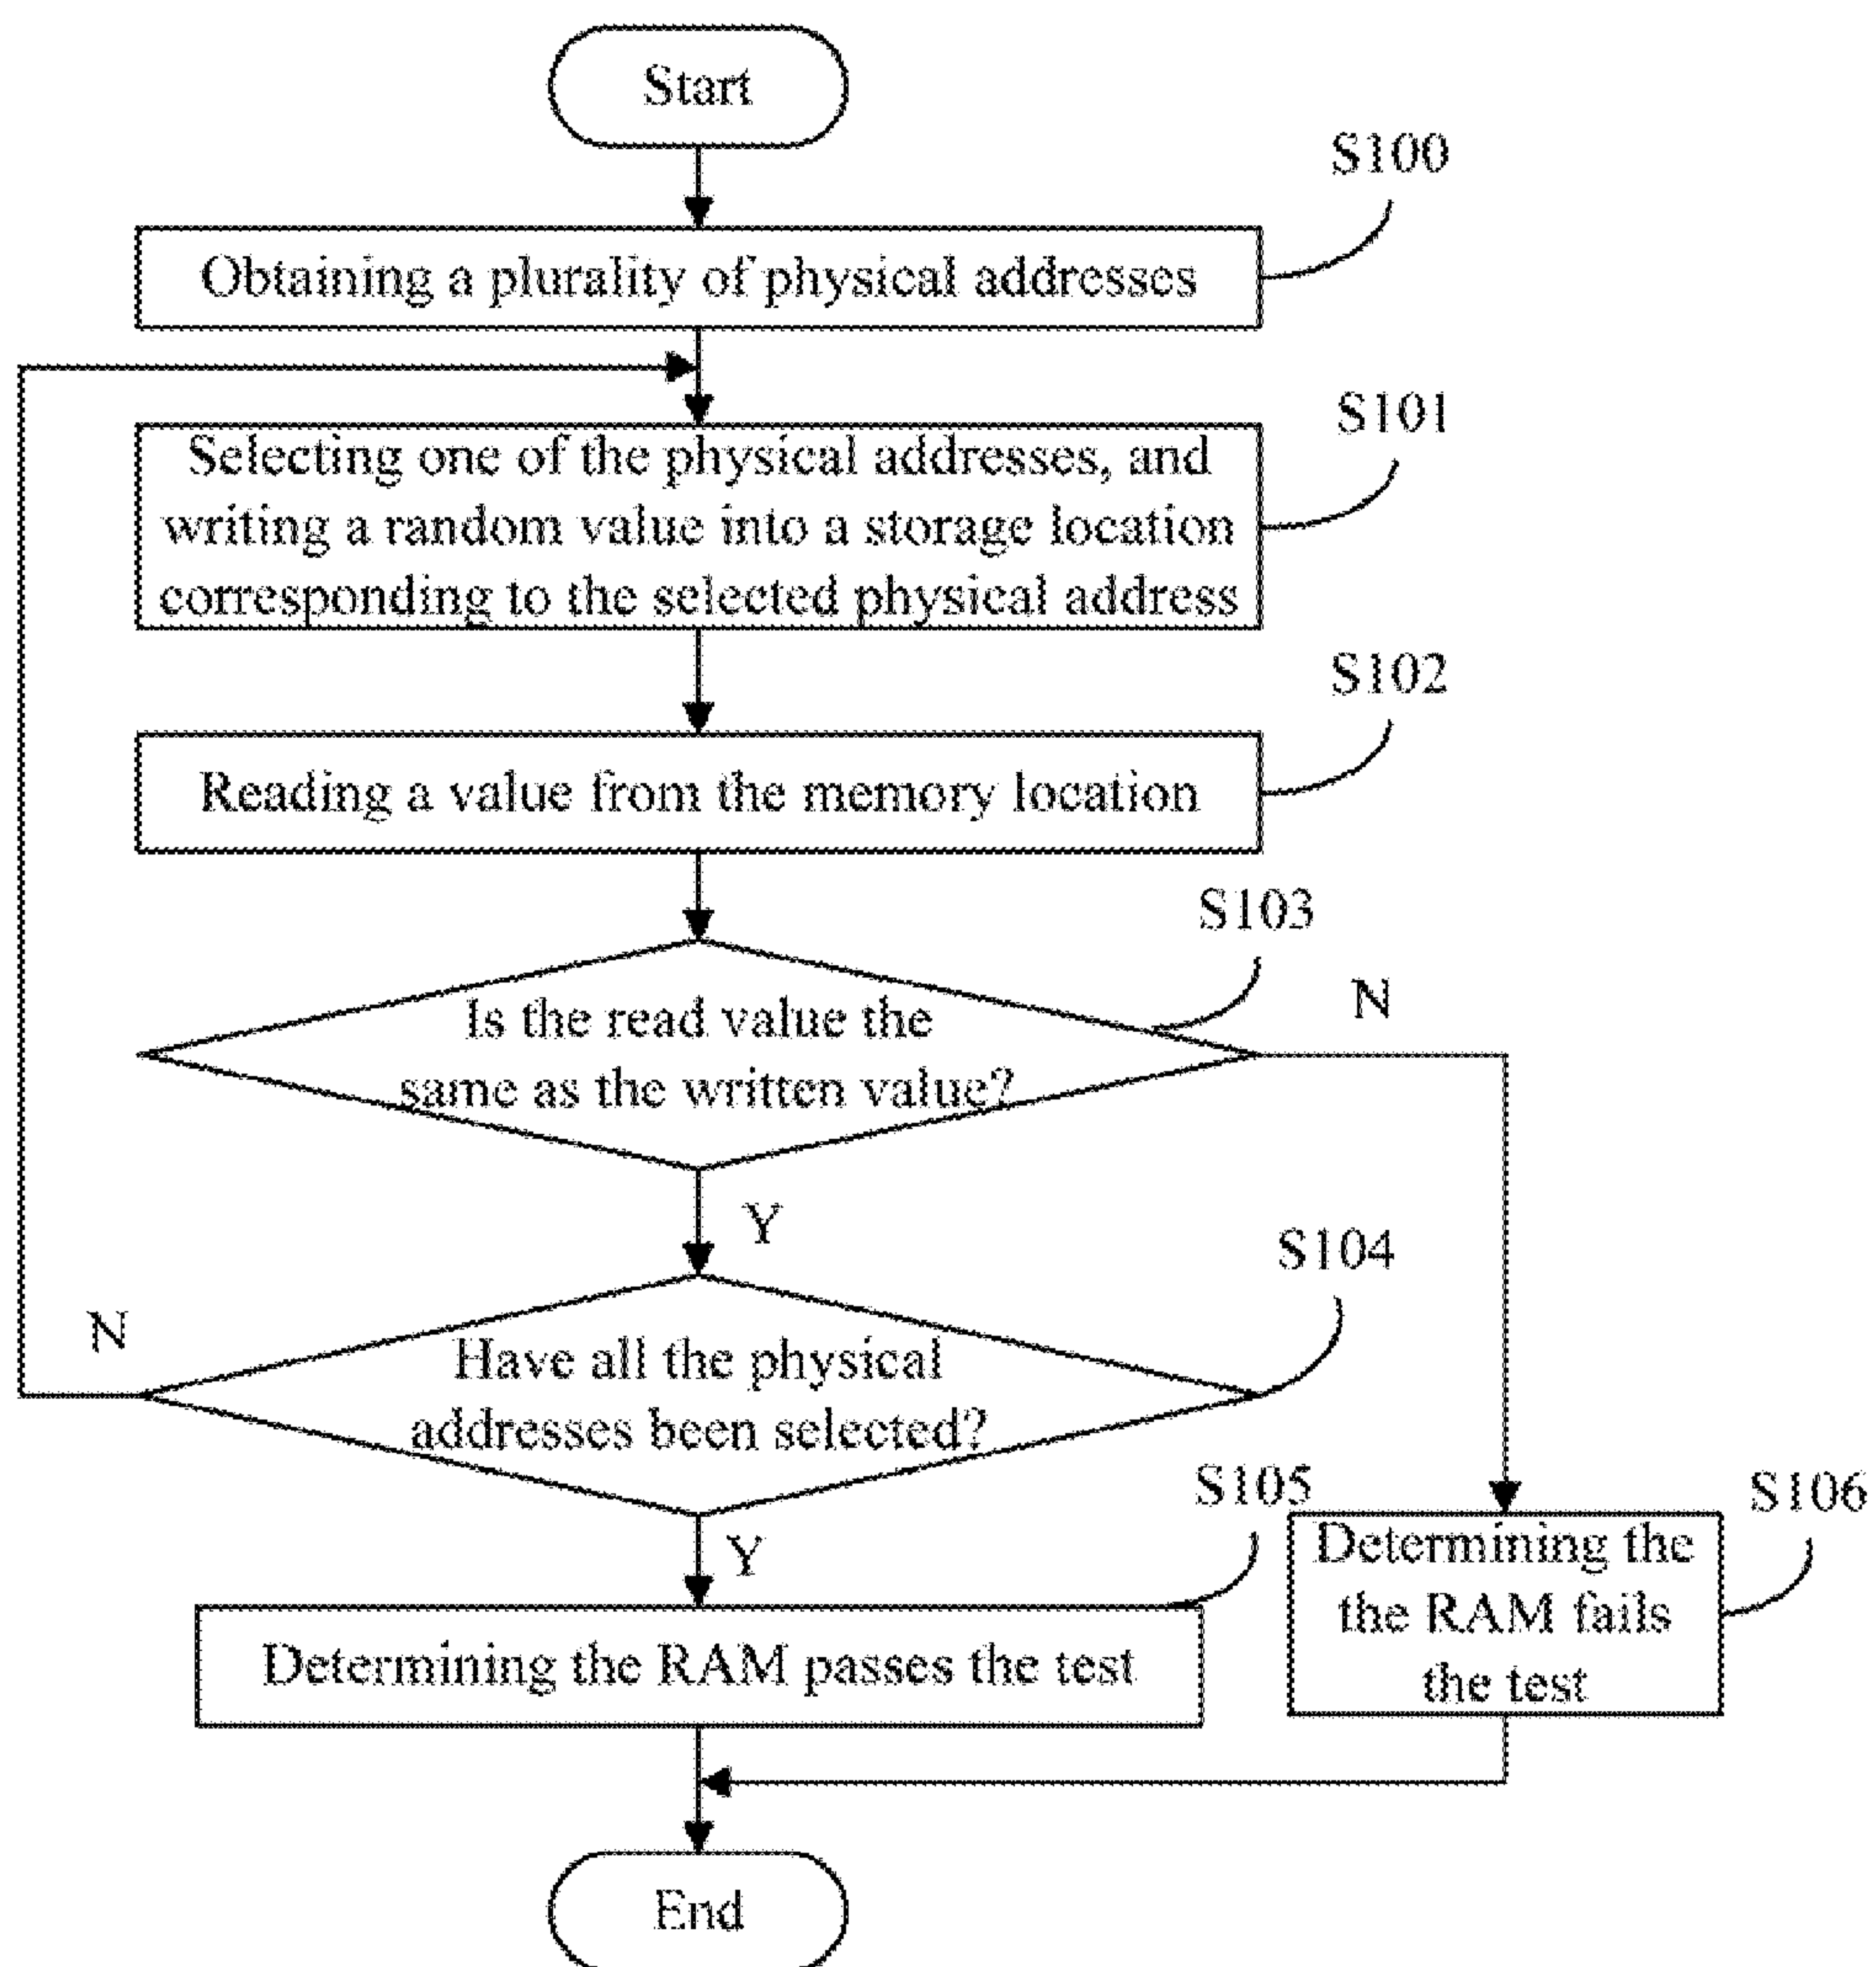 Start
S100
Obtaining a plurality of physical addresses
S101
Selecting one of the physical addresses, and
writing a random value into a storage location
corresponding to the selected physical address
S102
Reading a value from the memory location
S103
N
Is the read value the
same as the written value?
Y
S104
N
Have all the physical
addresses been selected?
S105
S106
Y
Determining the
the RAM fails
the test
Determining the RAM passes the test
End